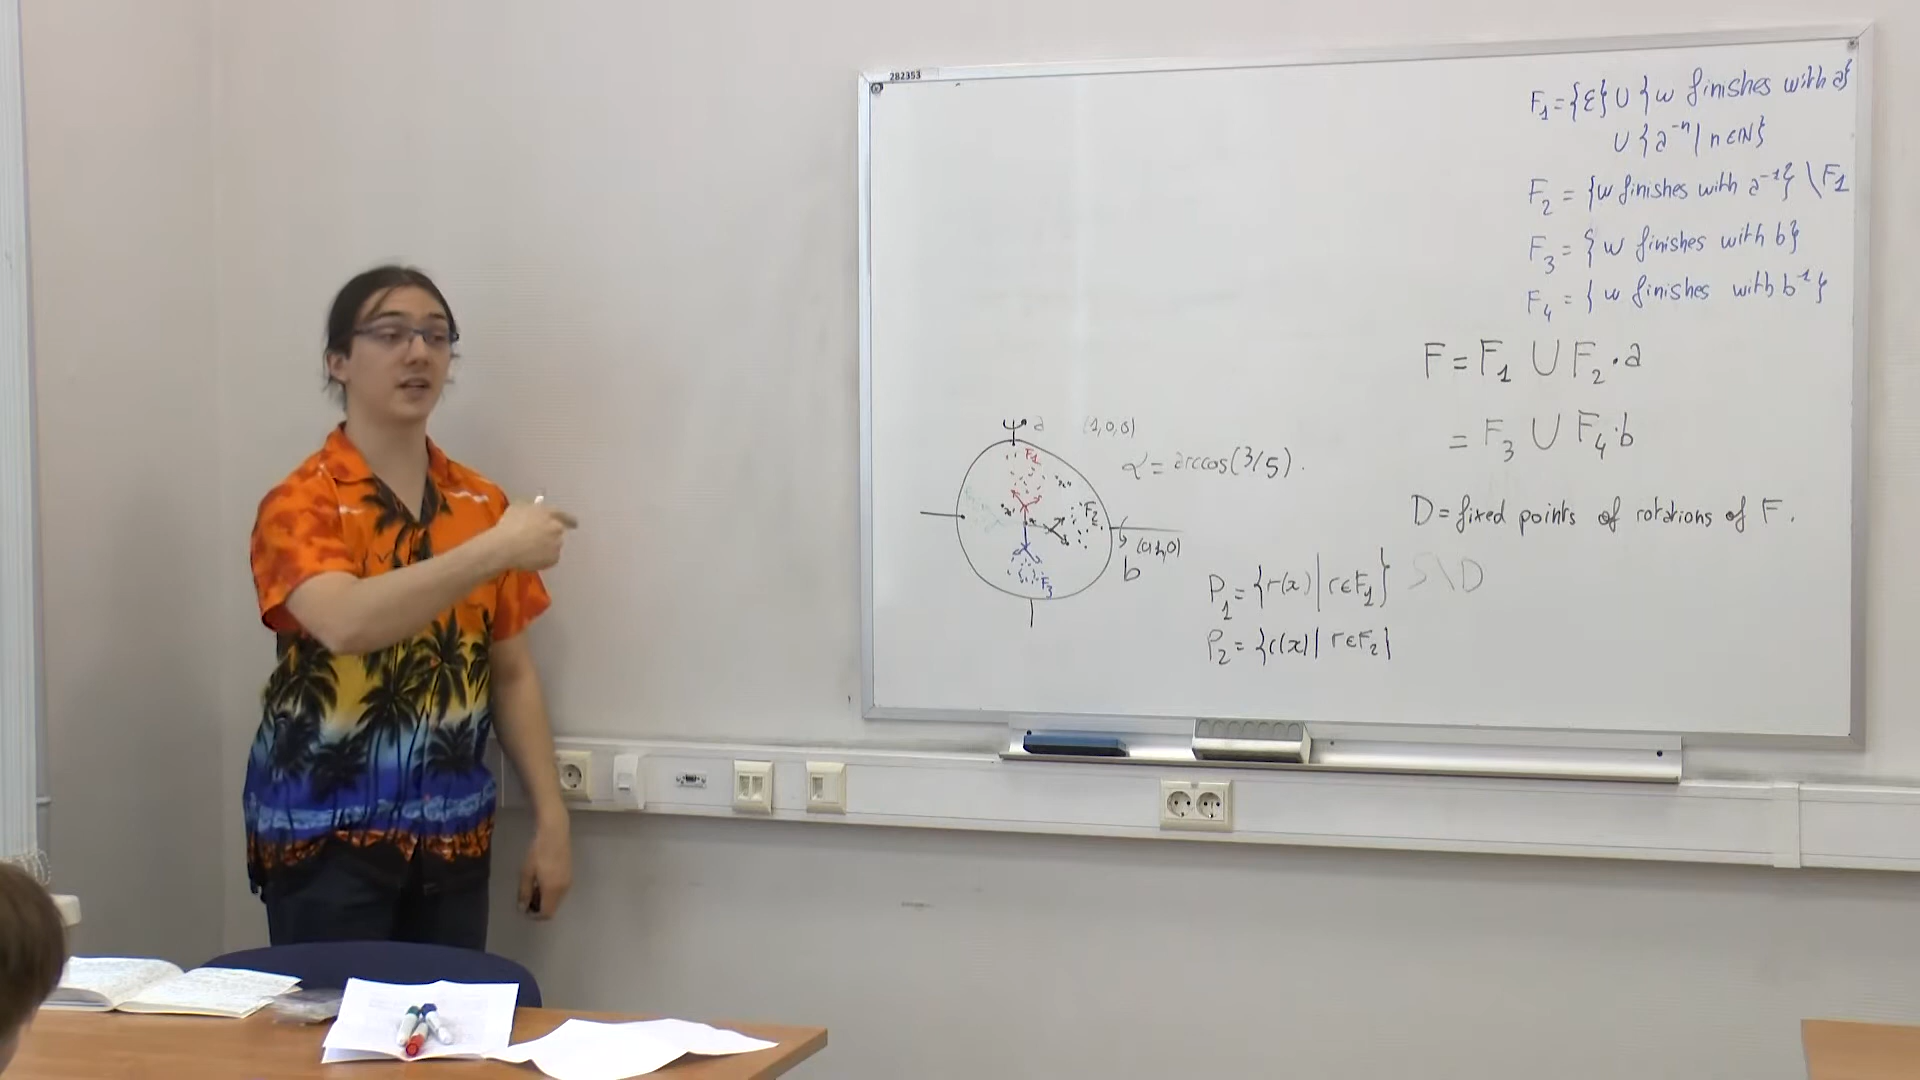 282353
F₁={ε}∪{w finishes with a}
∪{a⁻ⁿ|n∈ℕ}
F₂={w finishes with a⁻¹}\F₁
F₃={w finishes with b}
F₄={w finishes with b⁻¹}
F=F₁∪F₂·a
=F₃∪F₄·b
a (1,0,0)
α=arccos(3/5).
F₁
F₂
F₃
(0,1,0)
b
D=fixed points of rotations of F.
P₁={r(x)|r∈F₁} S\D
P₂={r(x)|r∈F₂}